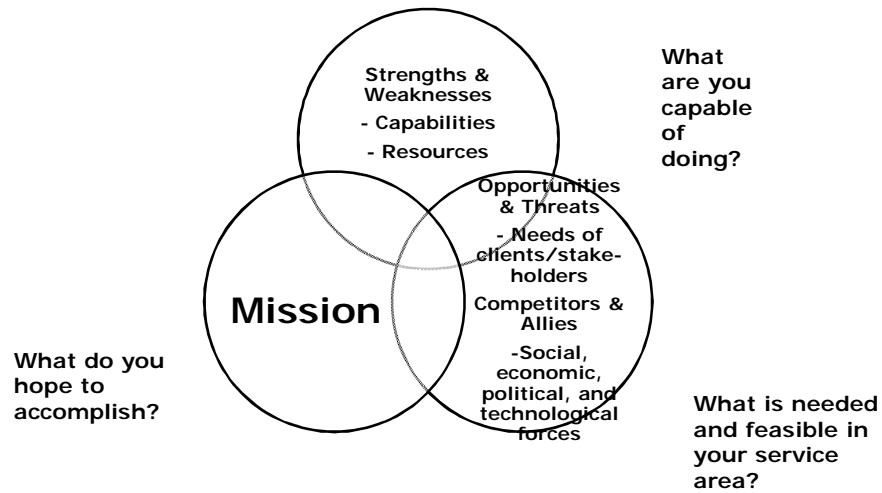 Strengths &
Weaknesses
- Capabilities
- Resources
What
are you
capable
of
doing?
Opportunities
& Threats
- Needs of
clients/stake-
holders
Competitors &
Allies
-Social,
economic,
political, and
technological
forces
Mission
What do you
hope to
accomplish?
What is needed
and feasible in
your service
area?